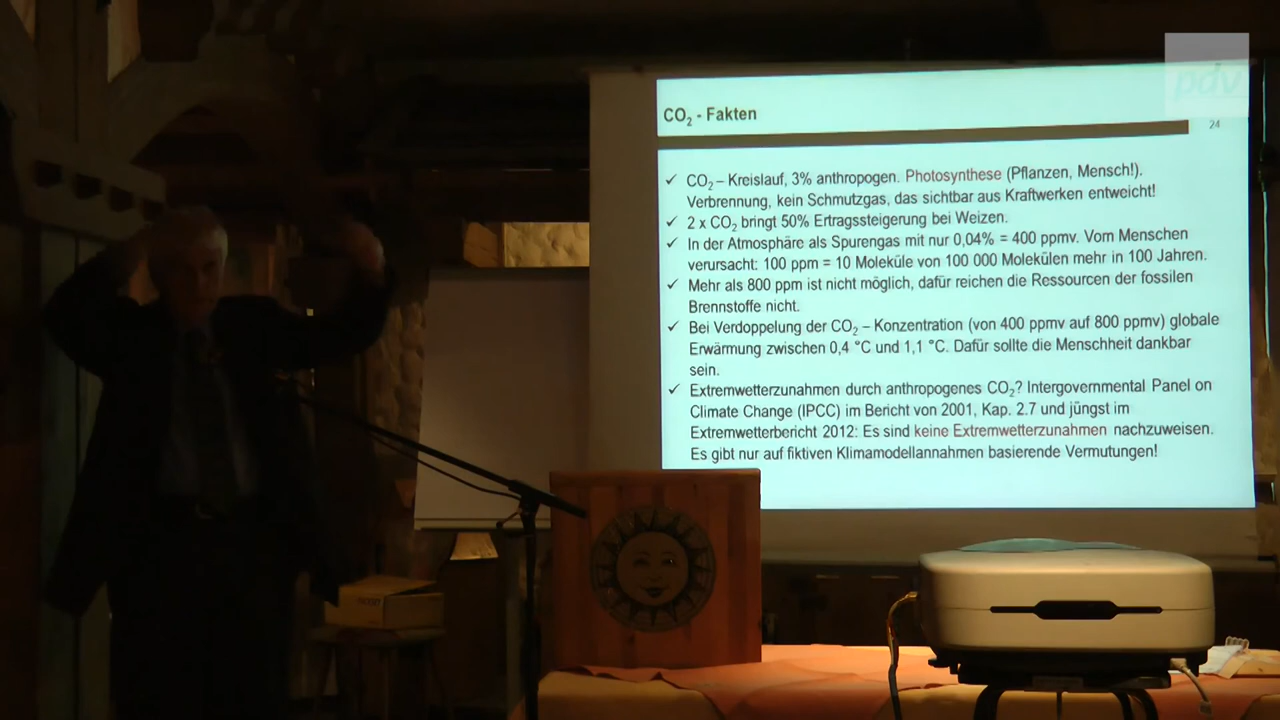 pdv
CO₂ - Fakten
24
✓ CO₂ – Kreislauf, 3% anthropogen. Photosynthese (Pflanzen, Mensch!).
Verbrennung, kein Schmutzgas, das sichtbar aus Kraftwerken entweicht!
✓ 2 x CO₂ bringt 50% Ertragssteigerung bei Weizen.
✓ In der Atmosphäre als Spurengas mit nur 0,04% = 400 ppmv. Vom Menschen
verursacht: 100 ppm = 10 Moleküle von 100 000 Molekülen mehr in 100 Jahren.
✓ Mehr als 800 ppm ist nicht möglich, dafür reichen die Ressourcen der fossilen
Brennstoffe nicht.
✓ Bei Verdoppelung der CO₂ – Konzentration (von 400 ppmv auf 800 ppmv) globale
Erwärmung zwischen 0,4 °C und 1,1 °C. Dafür sollte die Menschheit dankbar
sein.
✓ Extremwetterzunahmen durch anthropogenes CO₂? Intergovernmental Panel on
Climate Change (IPCC) im Bericht von 2001, Kap. 2.7 und jüngst im
Extremwetterbericht 2012: Es sind keine Extremwetterzunahmen nachzuweisen.
Es gibt nur auf fiktiven Klimamodellannahmen basierende Vermutungen!